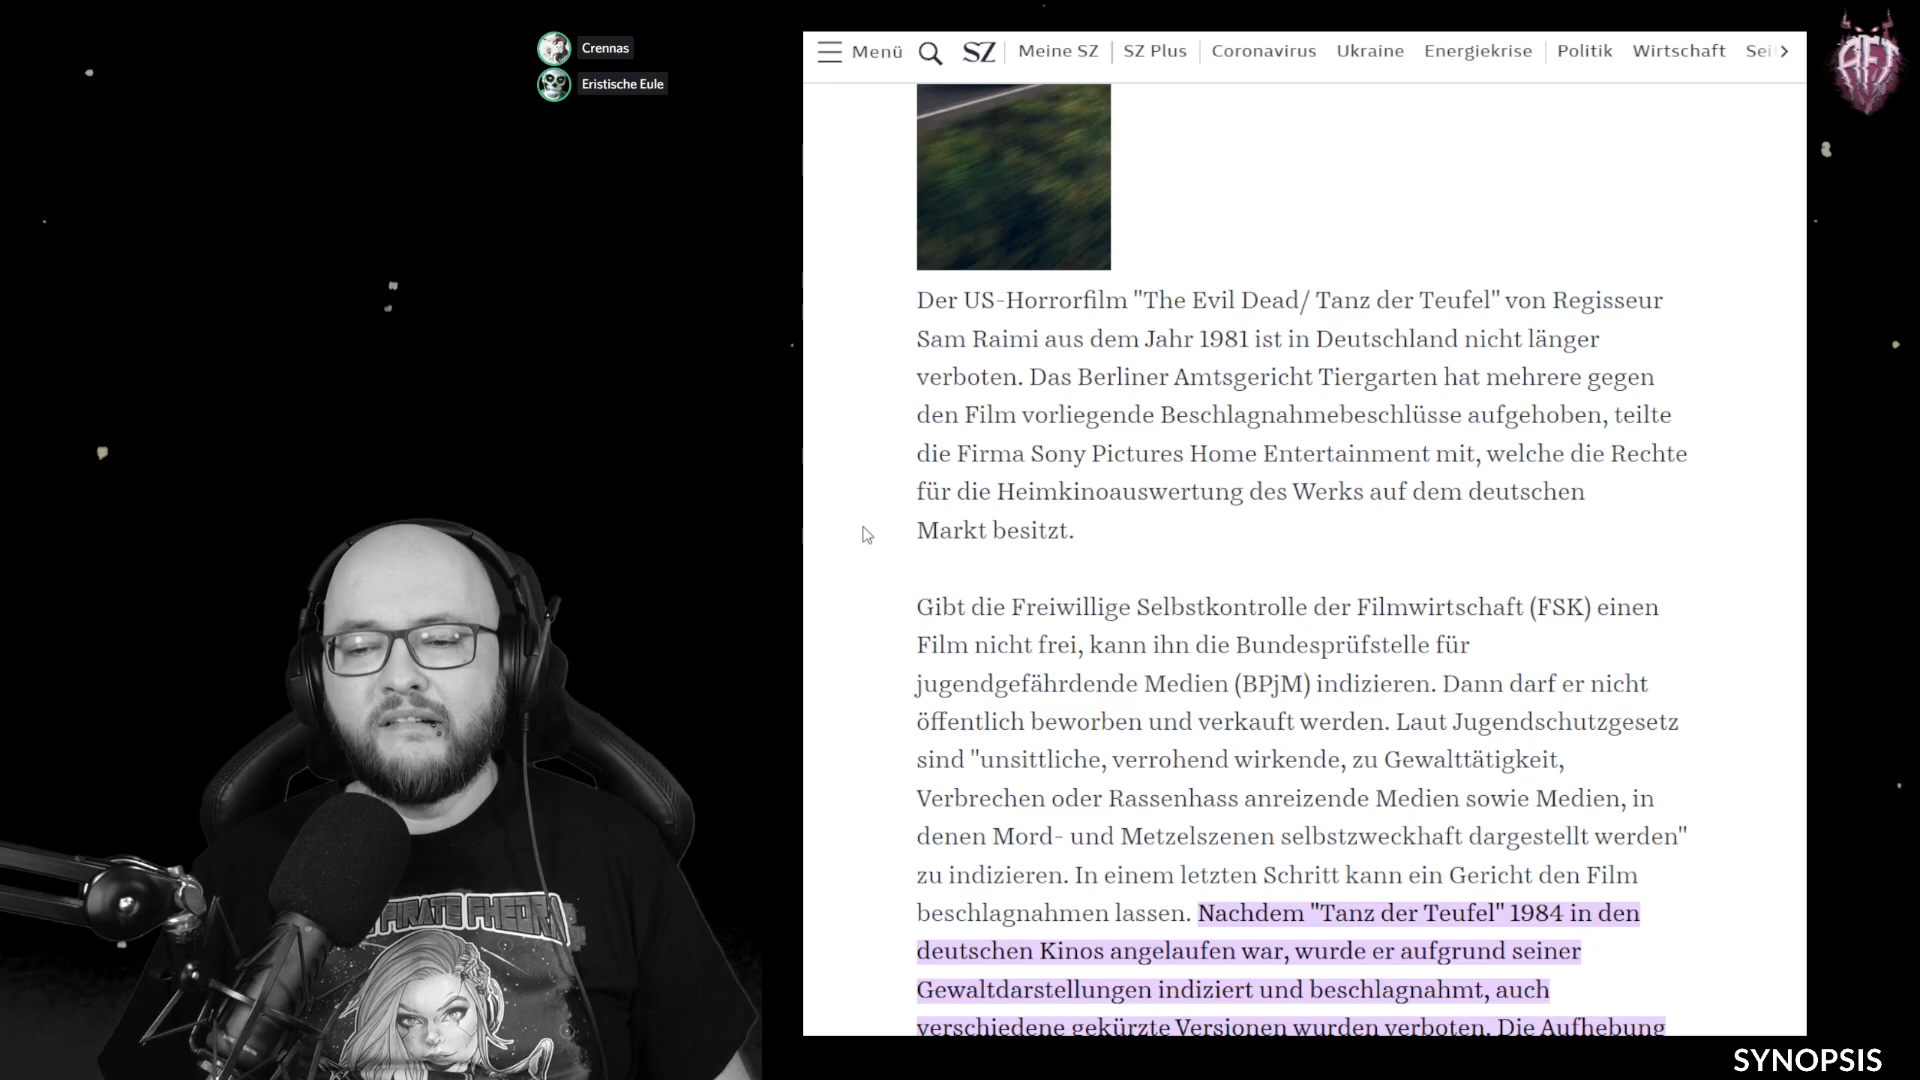 Crennas
Eristische Eule
Menü SZ Meine SZ SZ Plus Coronavirus Ukraine Energiekrise Politik Wirtschaft Sei
AFT
Der US-Horrorfilm "The Evil Dead/ Tanz der Teufel" von Regisseur
Sam Raimi aus dem Jahr 1981 ist in Deutschland nicht länger
verboten. Das Berliner Amtsgericht Tiergarten hat mehrere gegen
den Film vorliegende Beschlagnahmebeschlüsse aufgehoben, teilte
die Firma Sony Pictures Home Entertainment mit, welche die Rechte
für die Heimkinoauswertung des Werks auf dem deutschen
Markt besitzt.
Gibt die Freiwillige Selbstkontrolle der Filmwirtschaft (FSK) einen
Film nicht frei, kann ihn die Bundesprüfstelle für
jugendgefährdende Medien (BPjM) indizieren. Dann darf er nicht
öffentlich beworben und verkauft werden. Laut Jugendschutzgesetz
sind "unsittliche, verrohend wirkende, zu Gewalttätigkeit,
Verbrechen oder Rassenhass anreizende Medien sowie Medien, in
denen Mord- und Metzelszenen selbstzweckhaft dargestellt werden"
zu indizieren. In einem letzten Schritt kann ein Gericht den Film
beschlagnahmen lassen. Nachdem "Tanz der Teufel" 1984 in den
deutschen Kinos angelaufen war, wurde er aufgrund seiner
Gewaltdarstellungen indiziert und beschlagnahmt, auch
verschiedene gekürzte Versionen wurden verboten. Die Aufhebung
PIRATE PHEDRA
SYNOPSIS